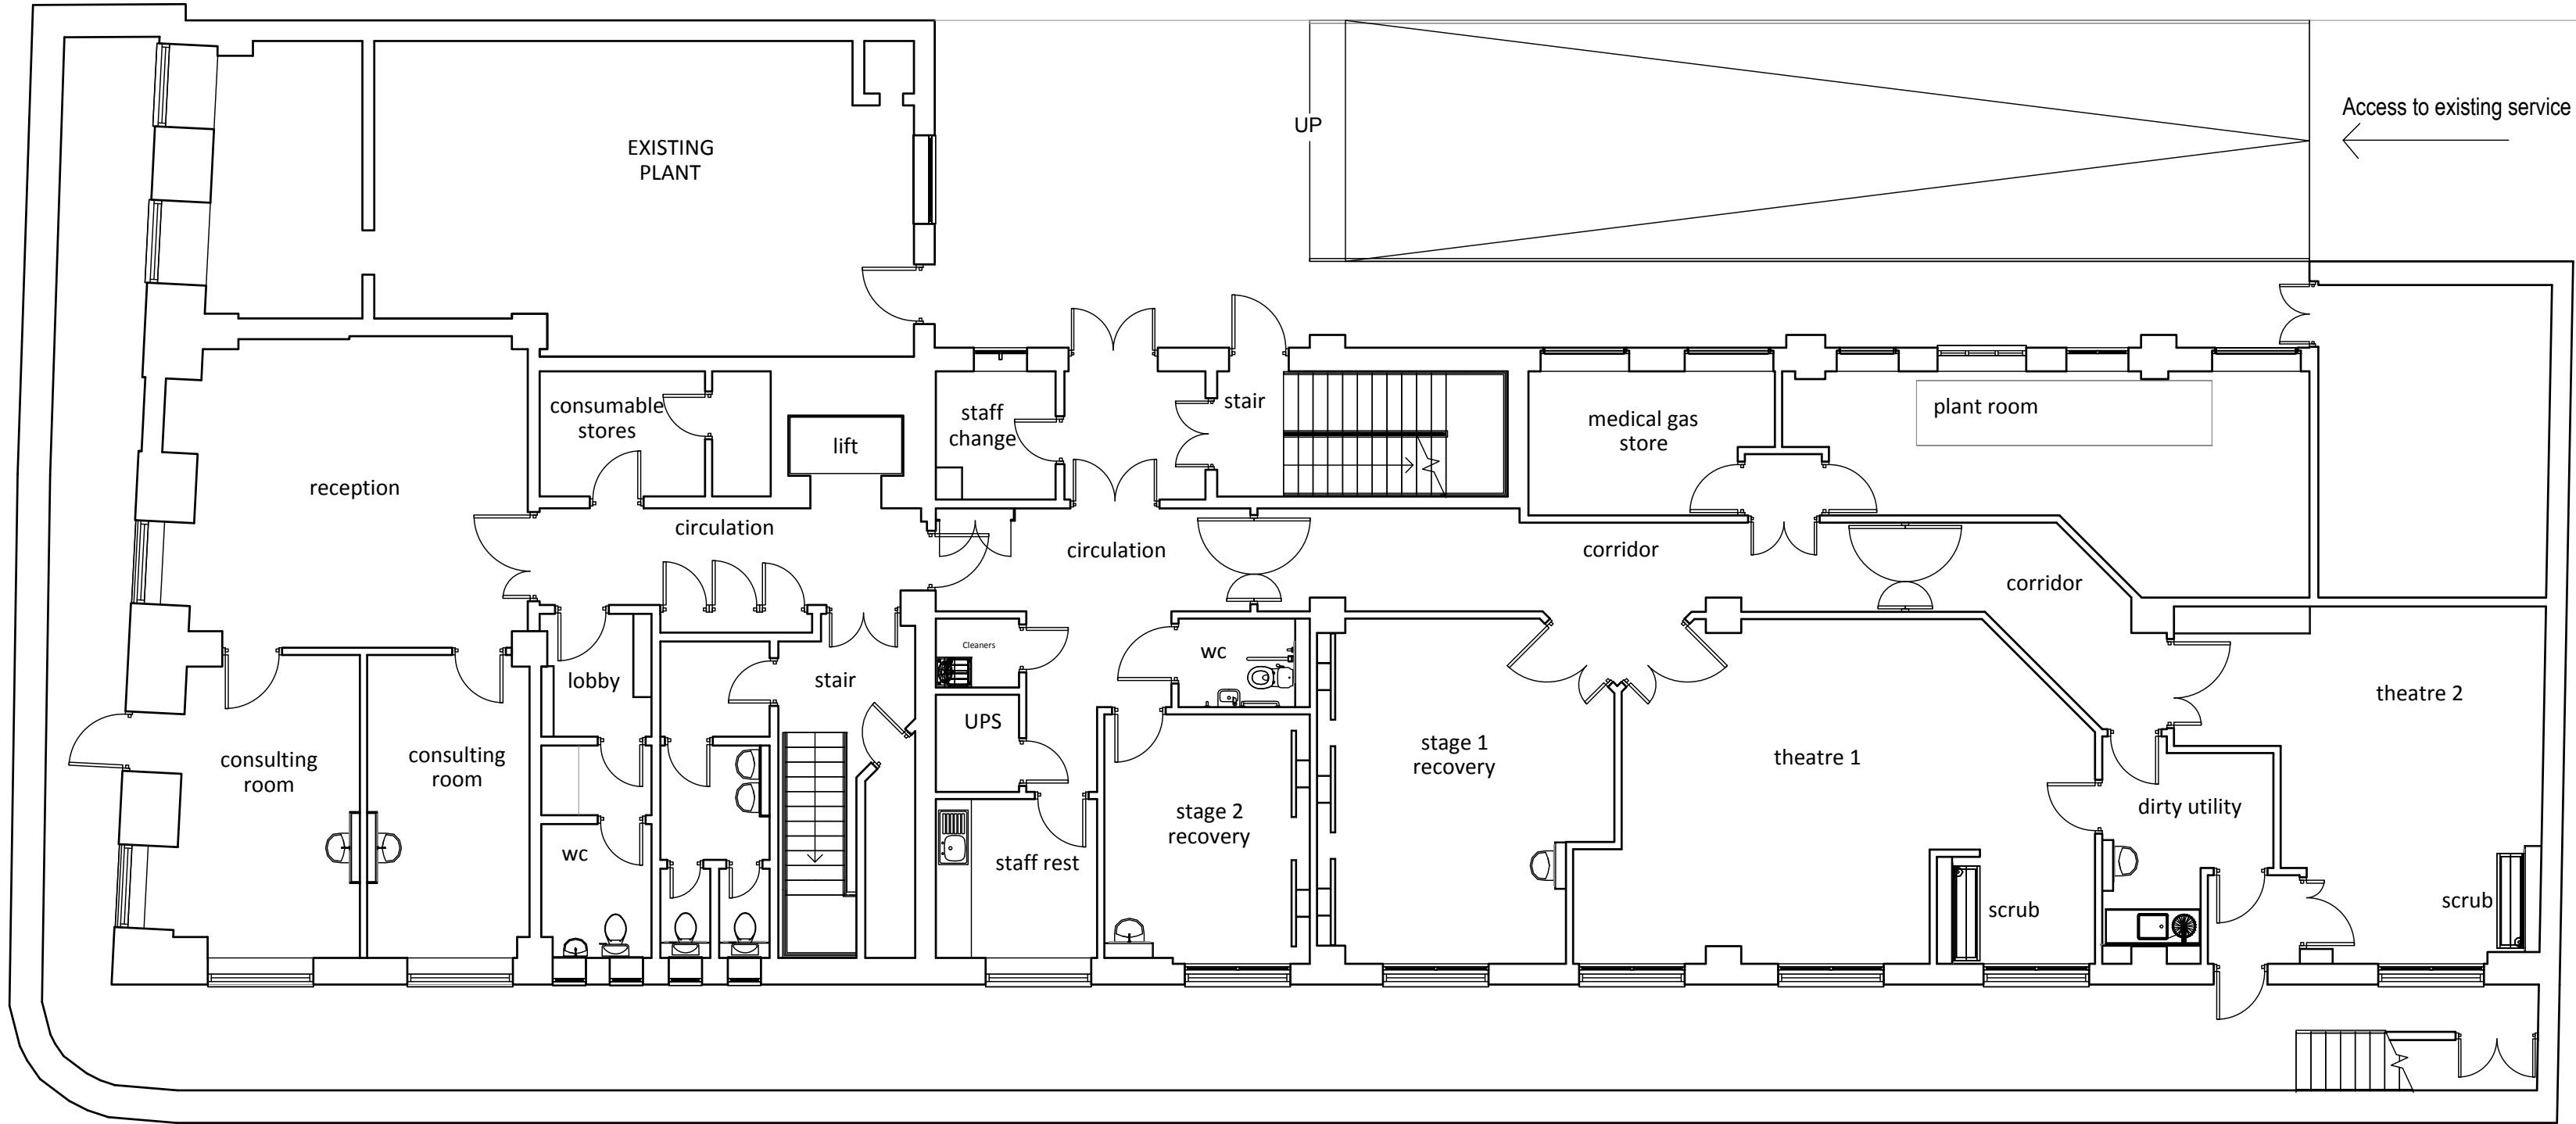 Access to existing service
UP
EXISTING
PLANT
consumable
stores
lift
staff
change
stair
medical gas
store
plant room
reception
circulation
circulation
corridor
corridor
Cleaners
wc
lobby
stair
UPS
theatre 2
consulting
room
consulting
room
stage 1
recovery
theatre 1
stage 2
recovery
dirty utility
wc
staff rest
scrub
scrub